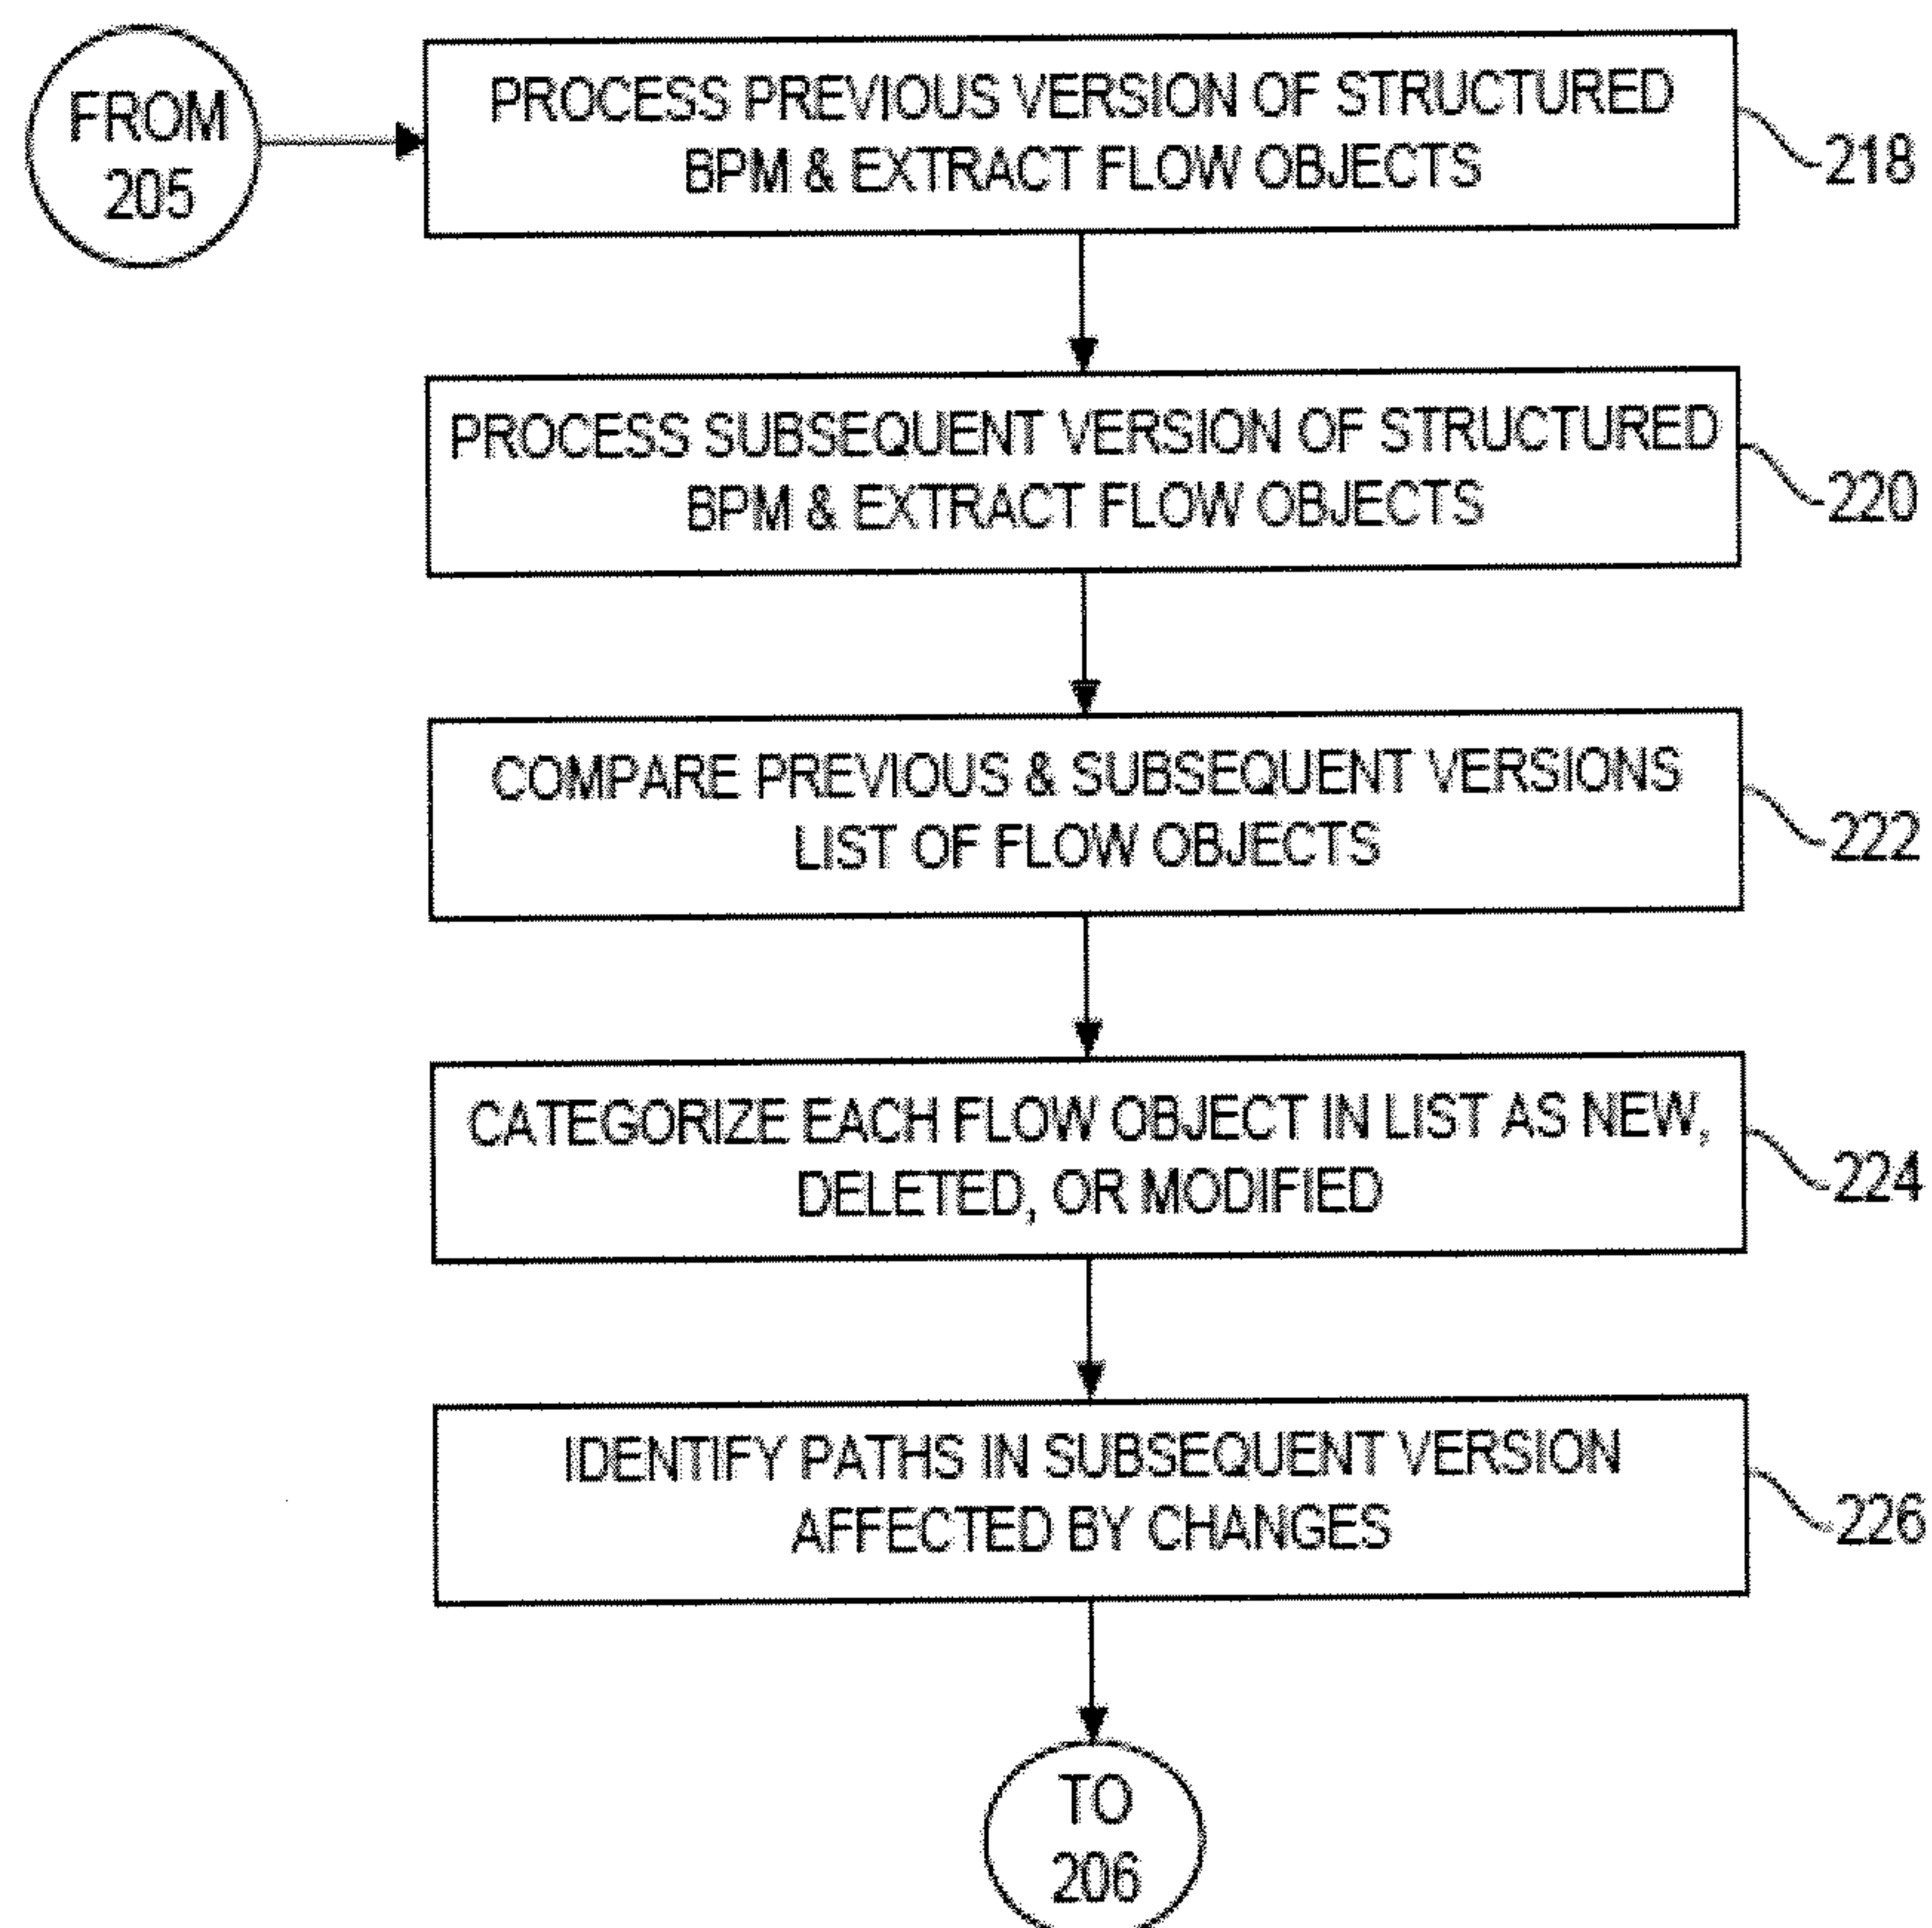 FROM
205
PROCESS PREVIOUS VERSION OF STRUCTURED
BPM & EXTRACT FLOW OBJECTS
218
PROCESS SUBSEQUENT VERSION OF STRUCTURED
BPM & EXTRACT FLOW OBJECTS
220
COMPARE PREVIOUS & SUBSEQUENT VERSIONS
LIST OF FLOW OBJECTS
222
CATEGORIZE EACH FLOW OBJECT IN LIST AS NEW,
DELETED, OR MODIFIED
224
IDENTIFY PATHS IN SUBSEQUENT VERSION
AFFECTED BY CHANGES
226
TO
206